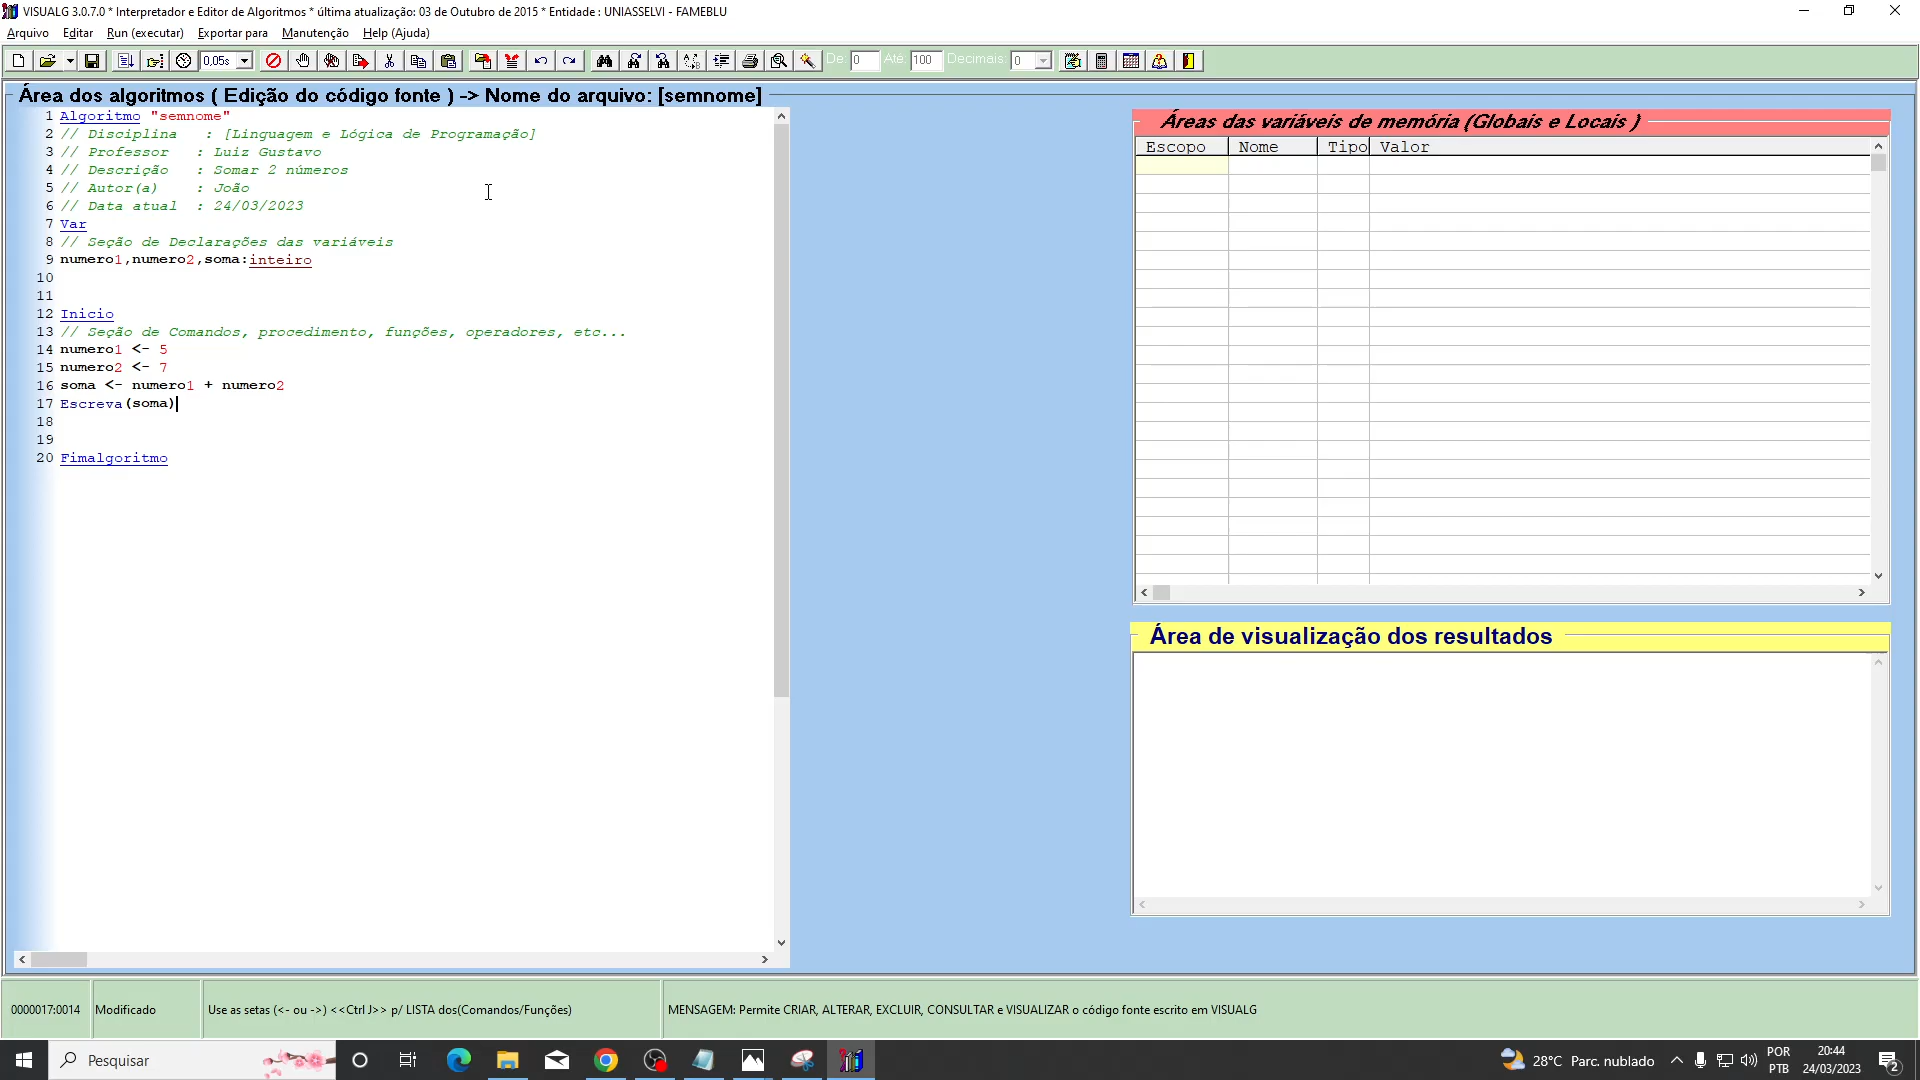 VISUALG 3.0.7.0 * Interpretador e Editor de Algoritmos * última atualização: 03 de Outubro de 2015 * Entidade : UNIASSELVI - FAMEBLU
Arquivo Editar Run (executar) Exportar para Manutenção Help (Ajuda)
0,05s De: 0 Até: 100 Decimais: 0
Área dos algoritmos ( Edição do código fonte ) -> Nome do arquivo: [semnome]
1 Algoritmo "semnome"
2 // Disciplina : [Linguagem e Lógica de Programação]
3 // Professor : Luiz Gustavo
4 // Descrição : Somar 2 números
5 // Autor(a) : João
6 // Data atual : 24/03/2023
7 Var
8 // Seção de Declarações das variáveis
9 numero1,numero2,soma:inteiro
10
11
12 Inicio
13 // Seção de Comandos, procedimento, funções, operadores, etc...
14 numero1 <- 5
15 numero2 <- 7
16 soma <- numero1 + numero2
17 Escreva(soma)
18
19
20 Fimalgoritmo
Áreas das variáveis de memória (Globais e Locais )
Escopo Nome Tipo Valor
Área de visualização dos resultados
0000017:0014 Modificado Use as setas (<- ou ->) <<Ctrl J>> p/ LISTA dos(Comandos/Funções) MENSAGEM: Permite CRIAR, ALTERAR, EXCLUIR, CONSULTAR e VISUALIZAR o código fonte escrito em VISUALG
Pesquisar 28°C Parc. nublado POR PTB 20:44 24/03/2023 2